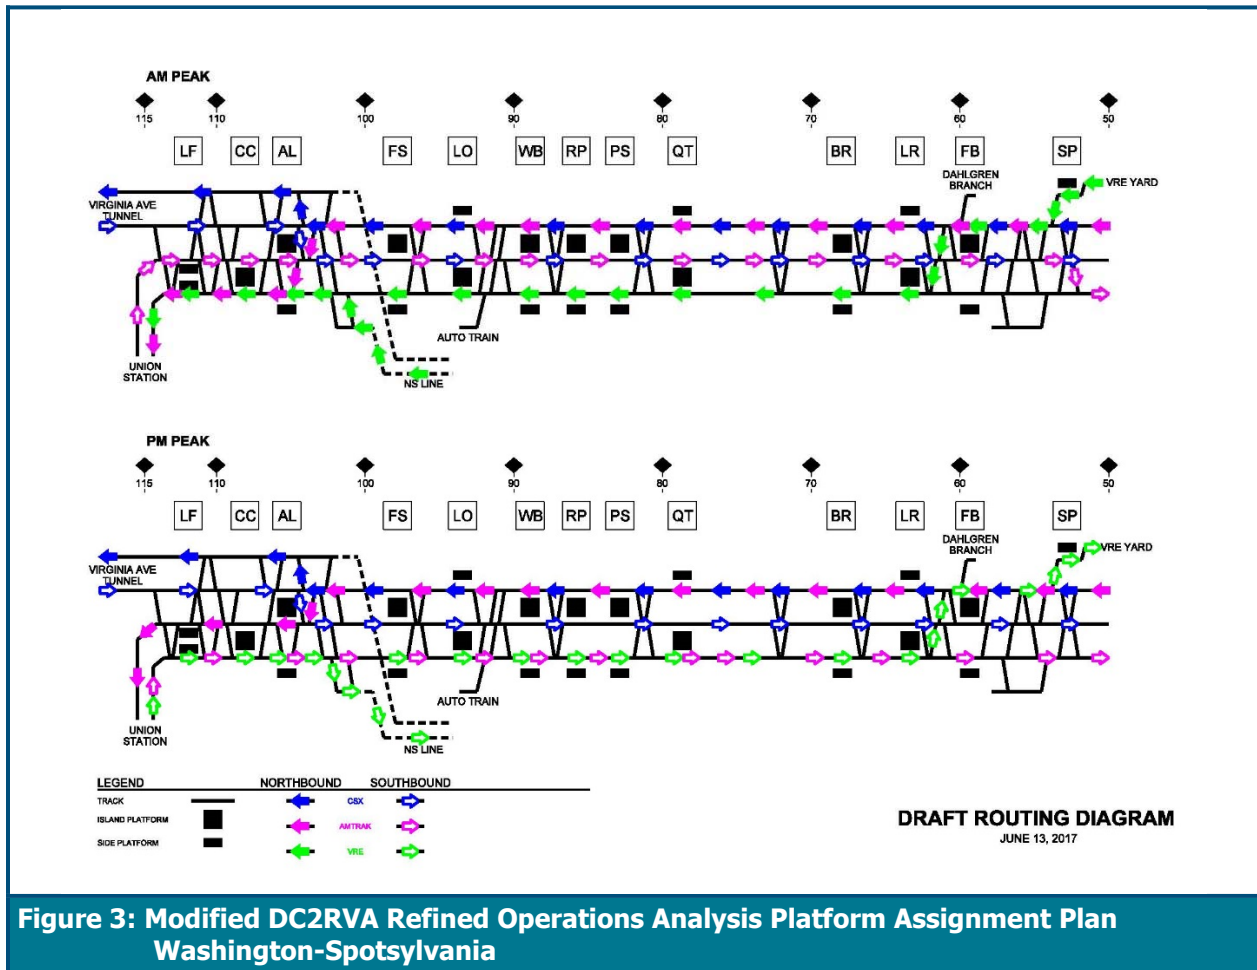 AM PEAK
115 110 100 90 80 70 60 50
LF CC AL FS LO WB RP PS QT BR LR FB SP
DAHLGREN
BRANCH
VRE YARD
VIRGINIA AVE
TUNNEL
AUTO TRAIN
UNION
STATION
NS LINE
PM PEAK
115 110 100 90 80 70 60 50
LF CC AL FS LO WB RP PS QT BR LR FB SP
DAHLGREN
BRANCH
VRE YARD
VIRGINIA AVE
TUNNEL
AUTO TRAIN
UNION
STATION
NS LINE
LEGEND NORTHBOUND SOUTHBOUND
TRACK CSX
ISLAND PLATFORM AMTRAK
SIDE PLATFORM VRE
DRAFT ROUTING DIAGRAM
JUNE 13, 2017
Figure 3: Modified DC2RVA Refined Operations Analysis Platform Assignment Plan
Washington-Spotsylvania